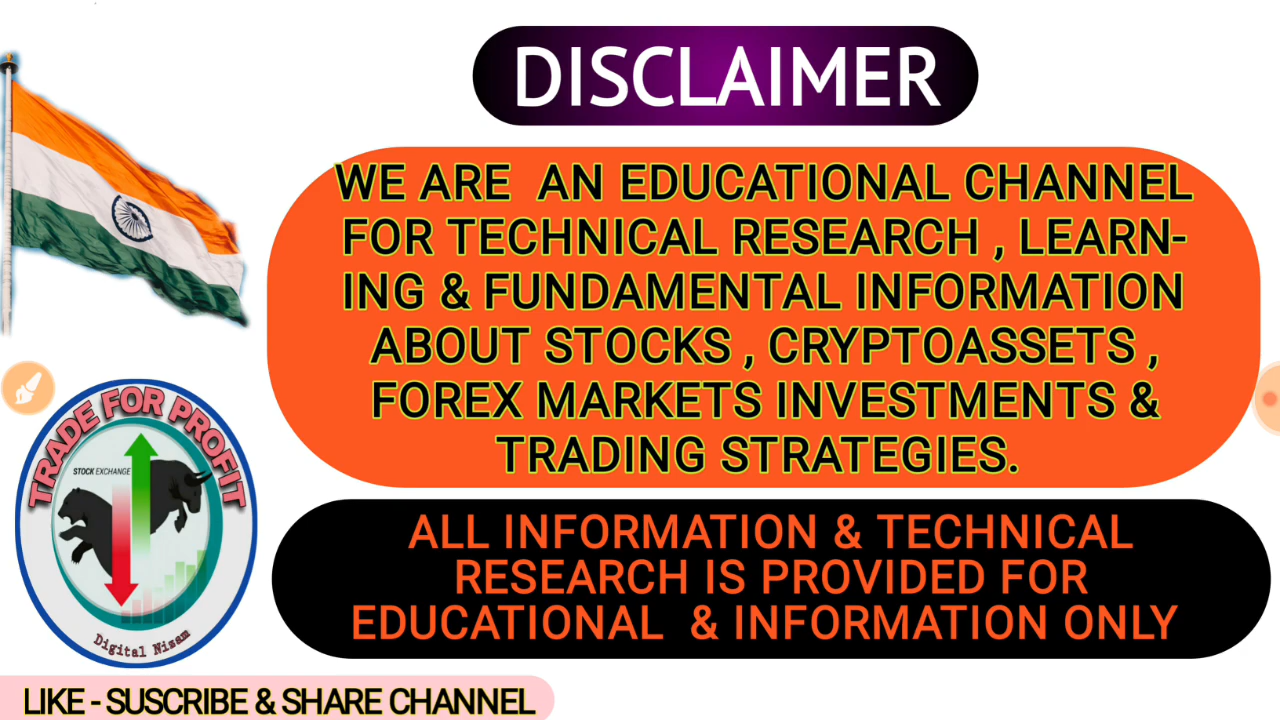 DISCLAIMER
WE ARE AN EDUCATIONAL CHANNEL
FOR TECHNICAL RESEARCH , LEARN-
ING & FUNDAMENTAL INFORMATION
ABOUT STOCKS , CRYPTOASSETS ,
FOREX MARKETS INVESTMENTS &
TRADING STRATEGIES.
TRADE FOR PROFIT
STOCK EXCHANGE
Digital Nizam
ALL INFORMATION & TECHNICAL
RESEARCH IS PROVIDED FOR
EDUCATIONAL & INFORMATION ONLY
LIKE - SUSCRIBE & SHARE CHANNEL